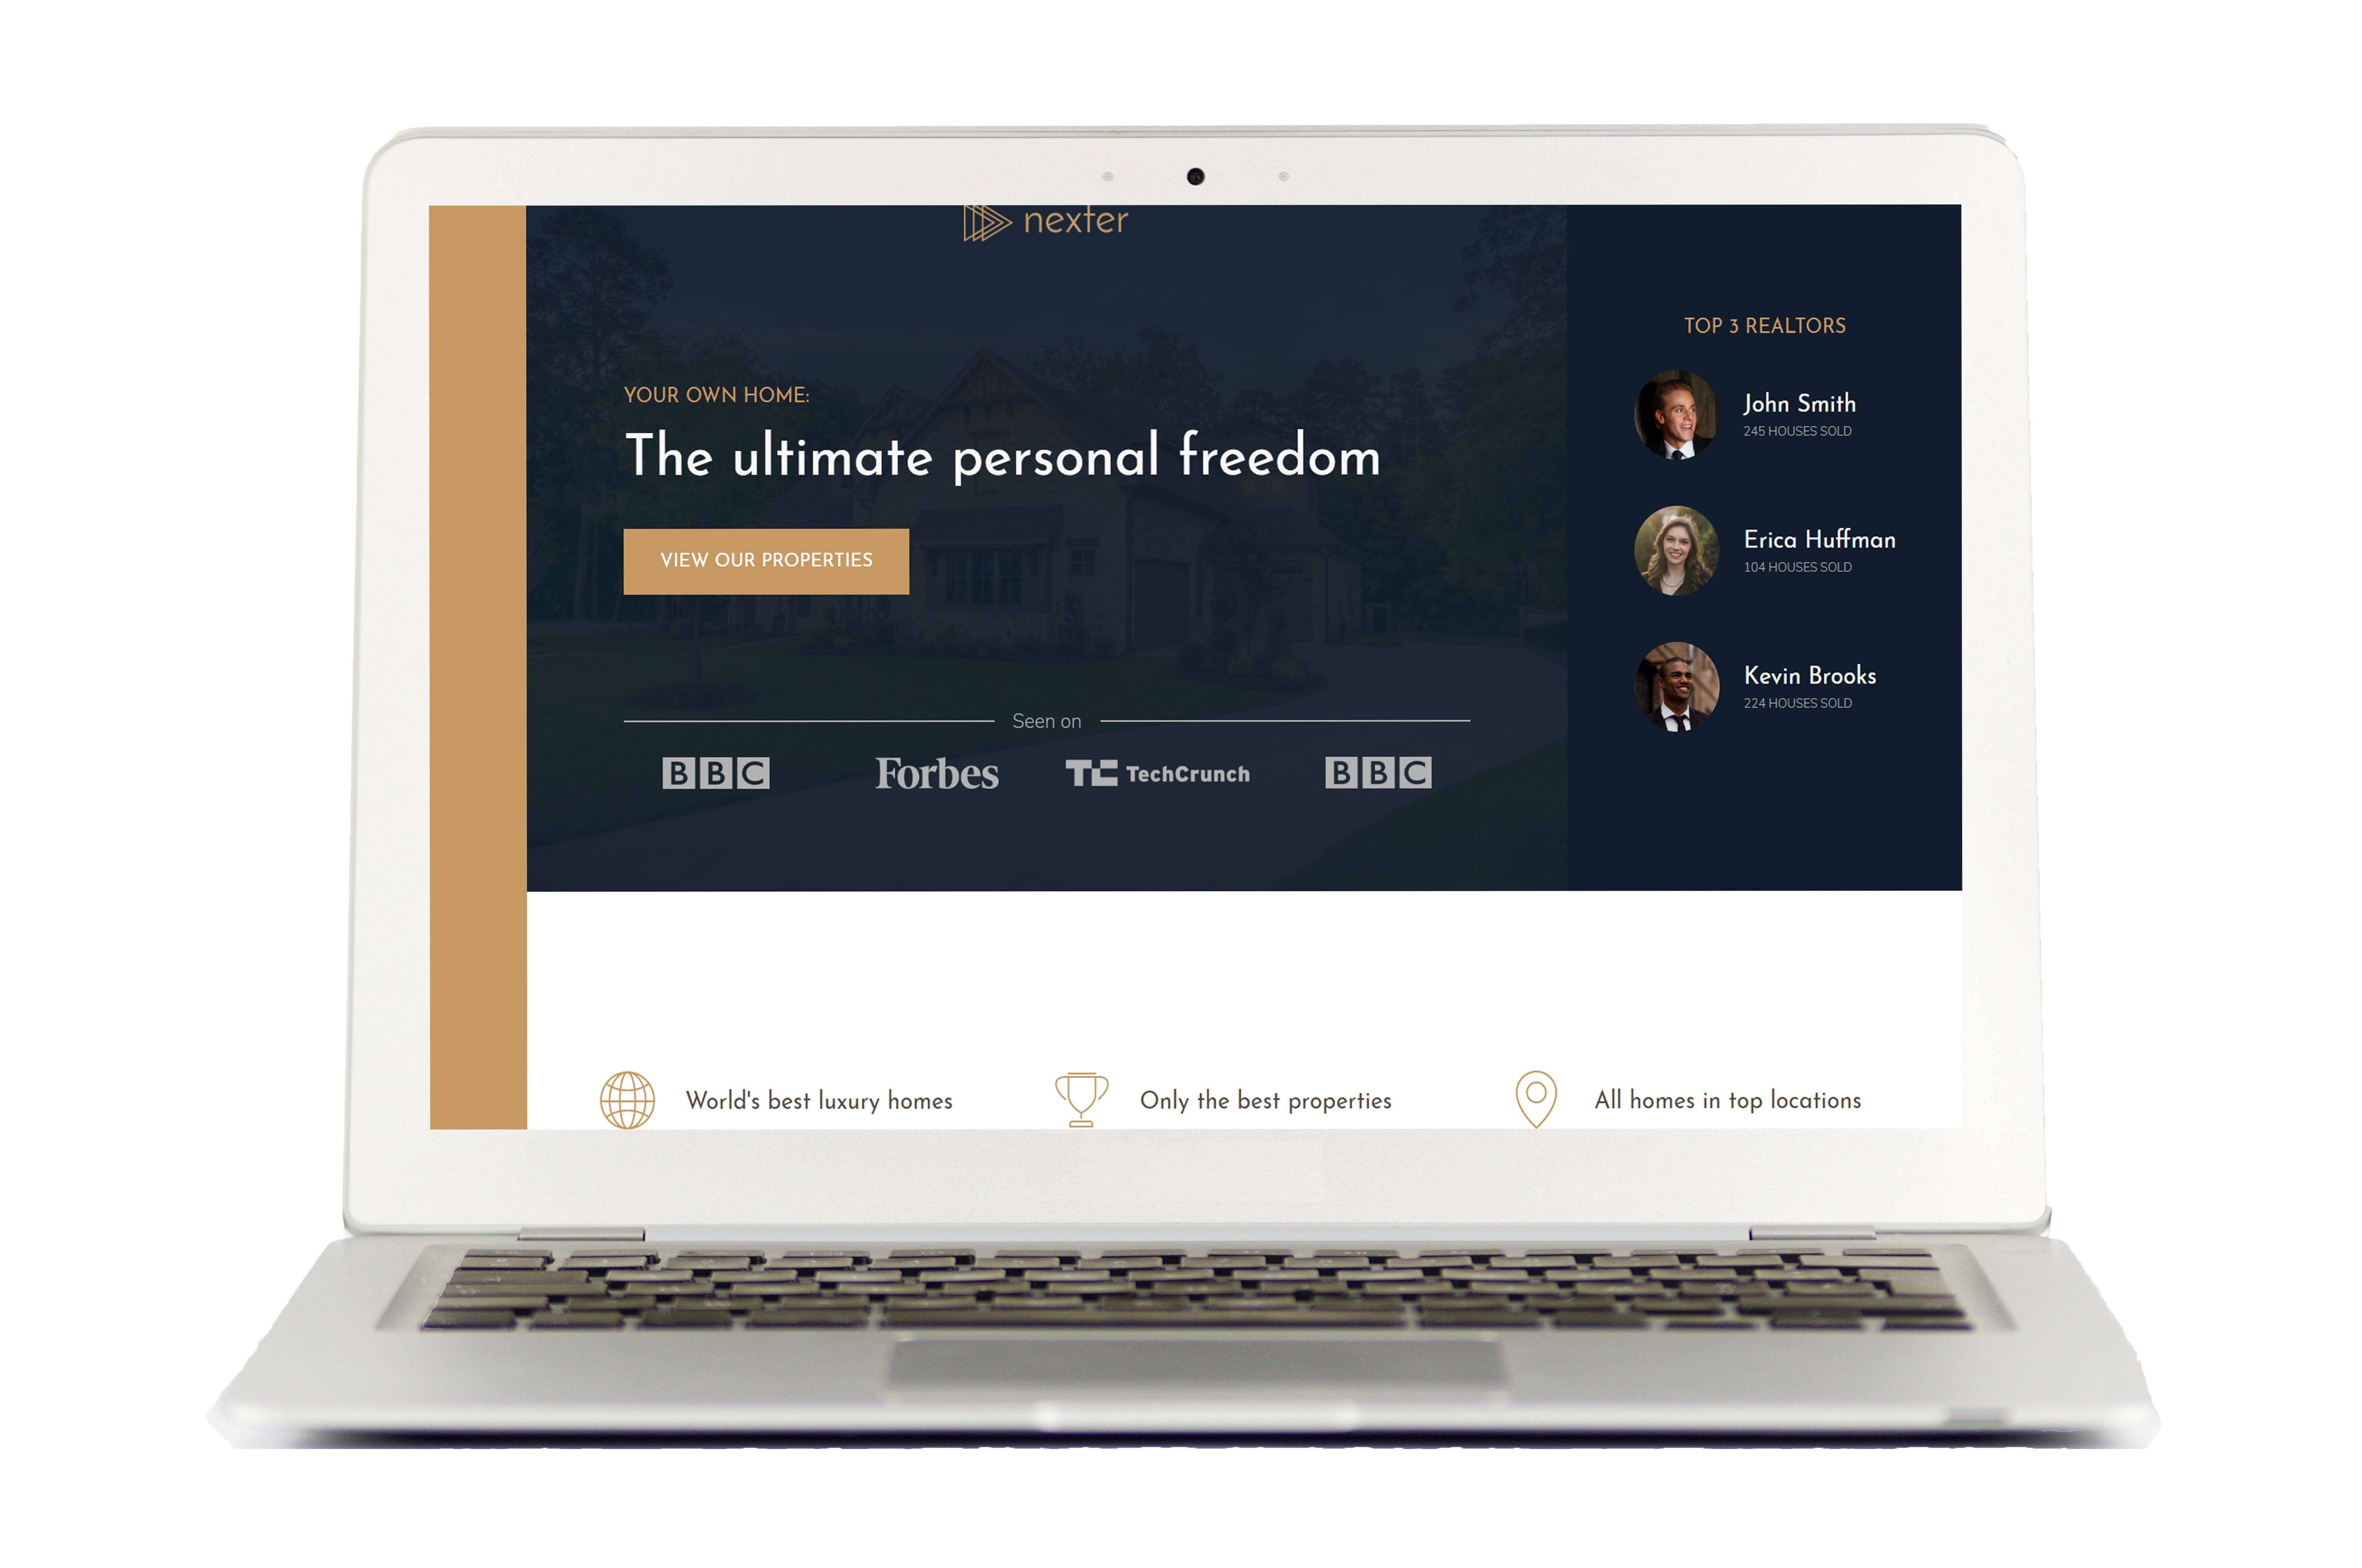 nexter
YOUR OWN HOME:
The ultimate personal freedom
VIEW OUR PROPERTIES
Seen on
BBC
Forbes
TC TechCrunch
BBC
TOP 3 REALTORS
John Smith
245 HOUSES SOLD
Erica Huffman
104 HOUSES SOLD
Kevin Brooks
224 HOUSES SOLD
World's best luxury homes
Only the best properties
All homes in top locations